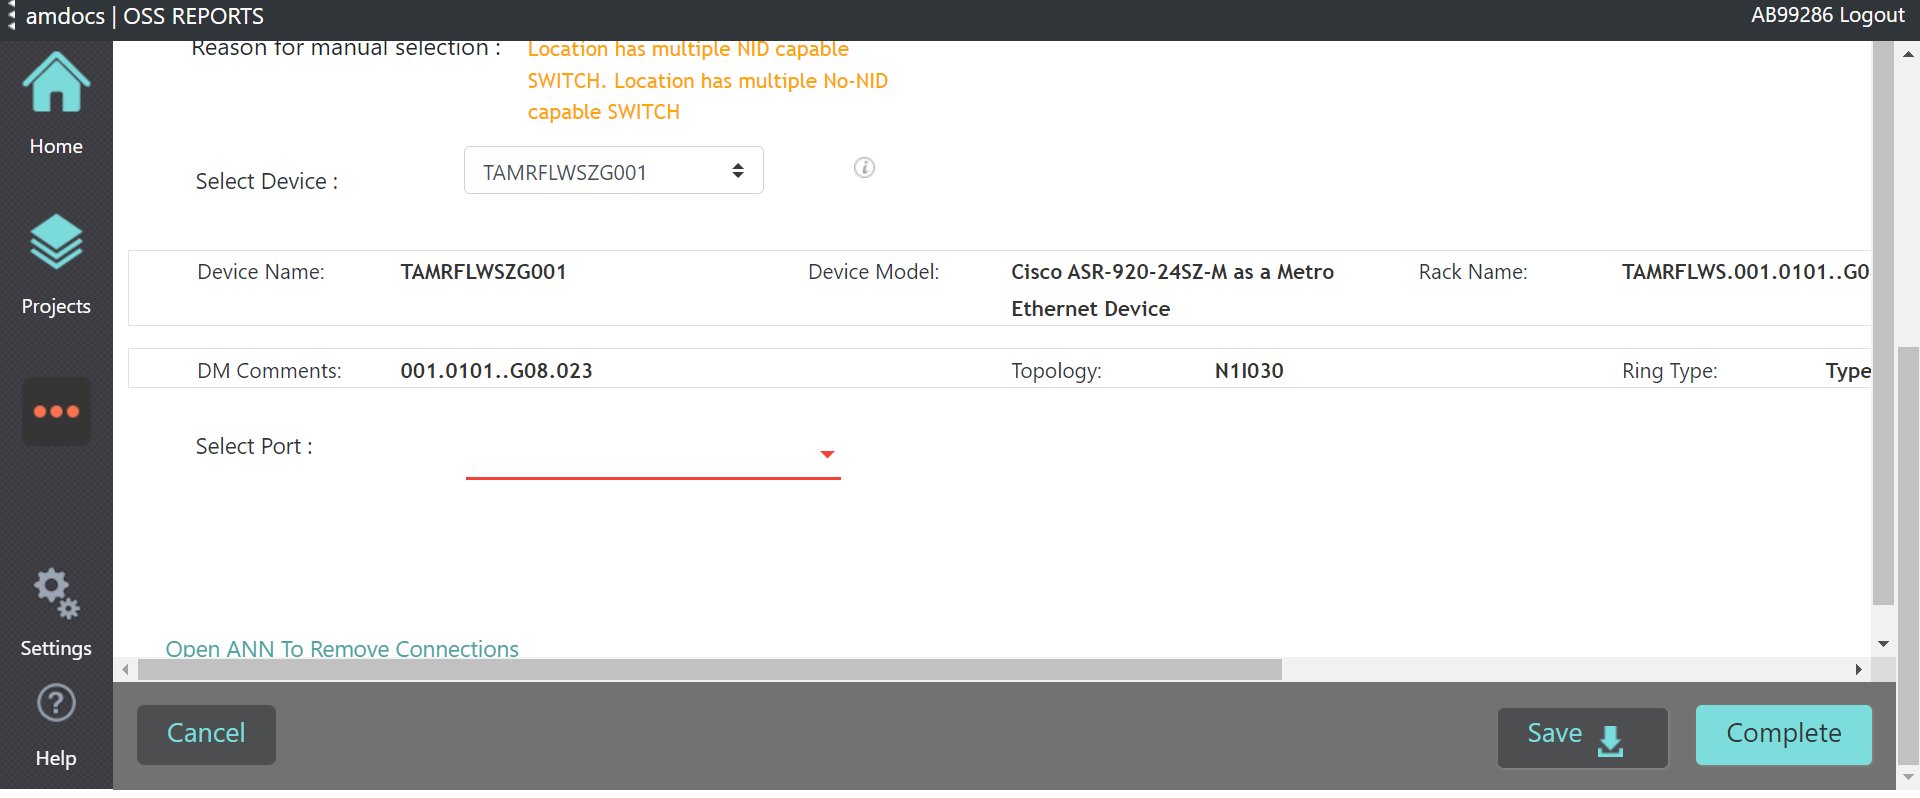 amdocs | OSS REPORTS
AB99286 Logout
Home
Projects
Settings
Help
Reason for manual selection :
Location has multiple NID capable
SWITCH. Location has multiple No-NID
capable SWITCH
Select Device :
TAMRFLWSZG001
Device Name:
TAMRFLWSZG001
Device Model:
Cisco ASR-920-24SZ-M as a Metro
Ethernet Device
Rack Name:
TAMRFLWS.001.0101..G0
DM Comments:
001.0101..G08.023
Topology:
N1I030
Ring Type:
Type
Select Port :
Open ANN To Remove Connections
Cancel
Save
Complete